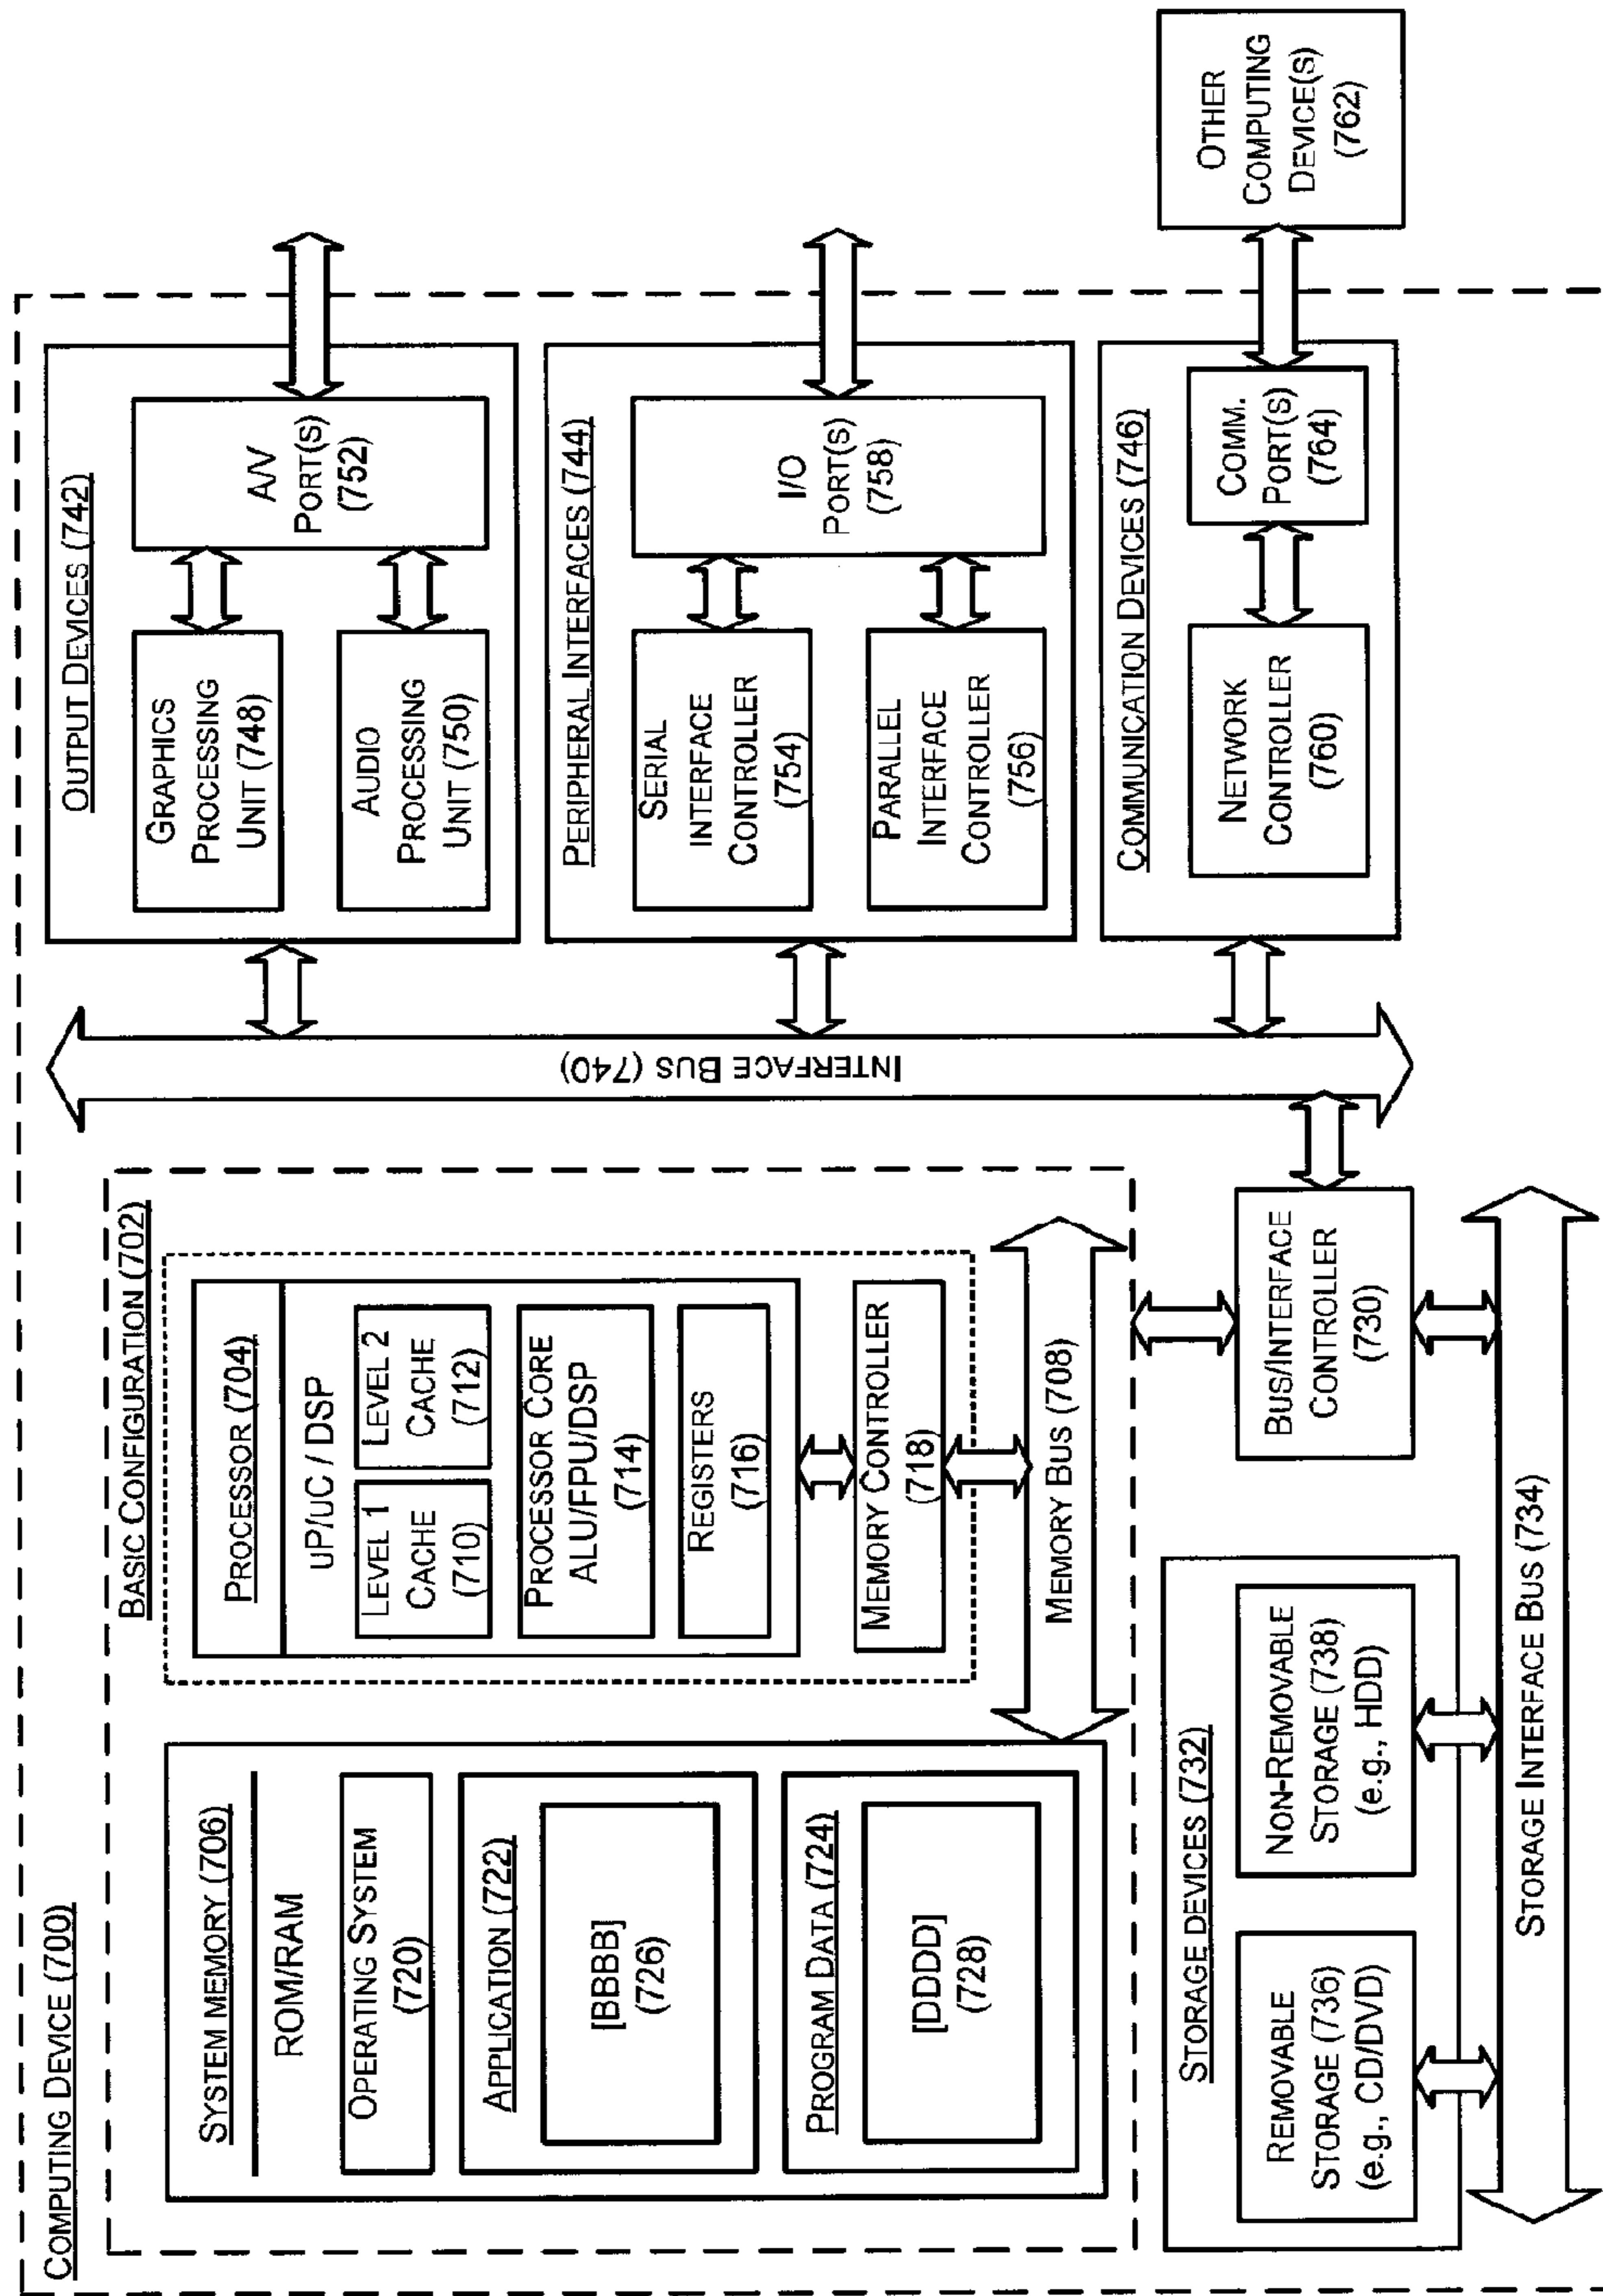 COMPUTING DEVICE (700)
BASIC CONFIGURATION (702)
SYSTEM MEMORY (706)
ROM/RAM
OPERATING SYSTEM
(720)
APPLICATION (722)
[BBBB]
(726)
PROGRAM DATA (724)
[DDDD]
(728)
PROCESSOR (704)
uP/uC / DSP
LEVEL 1
CACHE
(710)
LEVEL 2
CACHE
(712)
PROCESSOR CORE
ALU/FPU/DSP
(714)
REGISTERS
(716)
MEMORY CONTROLLER
(718)
MEMORY BUS (708)
BUS/INTERFACE
CONTROLLER
(730)
STORAGE DEVICES (732)
REMOVABLE
STORAGE (736)
(e.g., CD/DVD)
NON-REMOVABLE
STORAGE (738)
(e.g., HDD)
STORAGE INTERFACE BUS (734)
INTERFACE BUS (740)
OUTPUT DEVICES (742)
GRAPHICS
PROCESSING
UNIT (748)
AUDIO
PROCESSING
UNIT (750)
A/V
PORT(S)
(752)
PERIPHERAL INTERFACES (744)
SERIAL
INTERFACE
CONTROLLER
(754)
PARALLEL
INTERFACE
CONTROLLER
(756)
I/O
PORT(S)
(758)
COMMUNICATION DEVICES (746)
NETWORK
CONTROLLER
(760)
COMM.
PORT(S)
(764)
OTHER
COMPUTING
DEVICE(S)
(762)